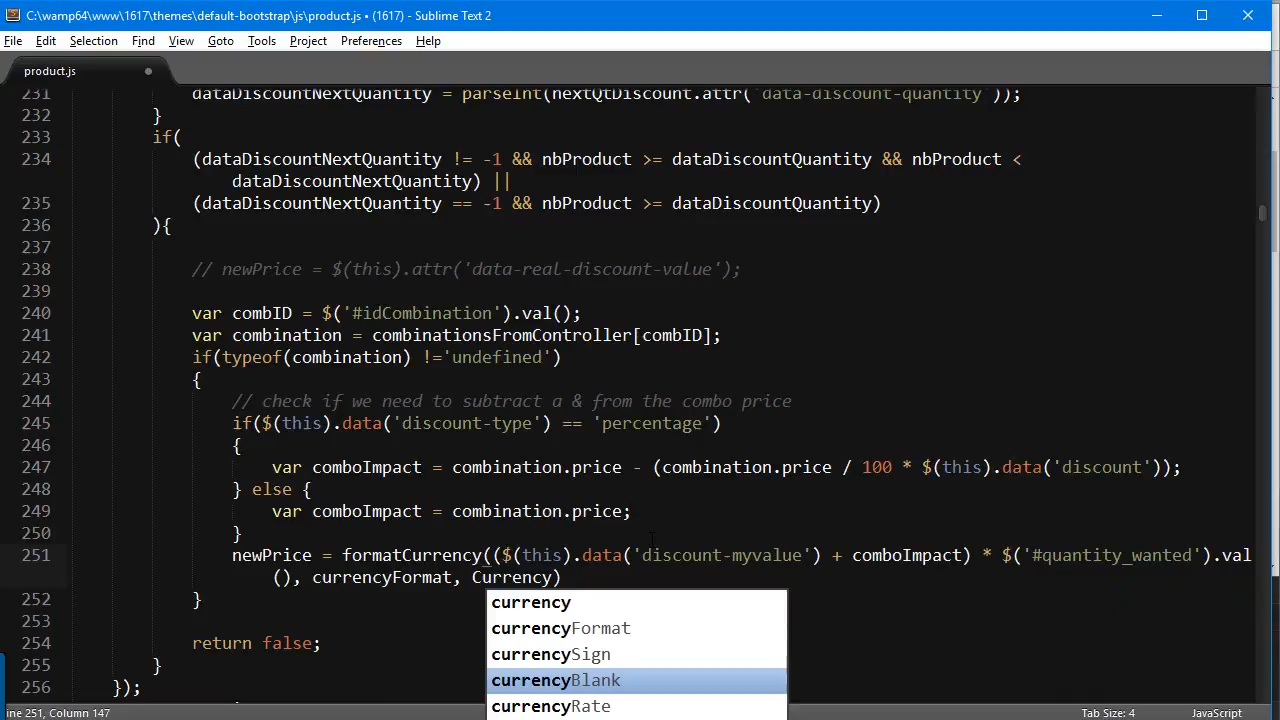 C:\wamp64\www\1617\themes\default-bootstrap\js\product.js • (1617) - Sublime Text 2
File Edit Selection Find View Goto Tools Project Preferences Help
product.js
231 dataDiscountNextQuantity = parseInt(nextQtDiscount.attr('data-discount-quantity'));
232 }
233 if(
234 (dataDiscountNextQuantity != -1 && nbProduct >= dataDiscountQuantity && nbProduct <
dataDiscountNextQuantity) ||
235 (dataDiscountNextQuantity == -1 && nbProduct >= dataDiscountQuantity)
236 ){
237
238 // newPrice = $(this).attr('data-real-discount-value');
239
240 var combID = $('#idCombination').val();
241 var combination = combinationsFromController[combID];
242 if(typeof(combination) !='undefined')
243 {
244 // check if we need to subtract a & from the combo price
245 if($(this).data('discount-type') == 'percentage')
246 {
247 var comboImpact = combination.price - (combination.price / 100 * $(this).data('discount'));
248 } else {
249 var comboImpact = combination.price;
250 }
251 newPrice = formatCurrency(($(this).data('discount-myvalue') + comboImpact) * $('#quantity_wanted').val
(), currencyFormat, Currency)
252 }
253
254 return false;
255 }
256 });
currency
currencyFormat
currencySign
currencyBlank
currencyRate
ine 251, Column 147 Tab Size: 4 JavaScript